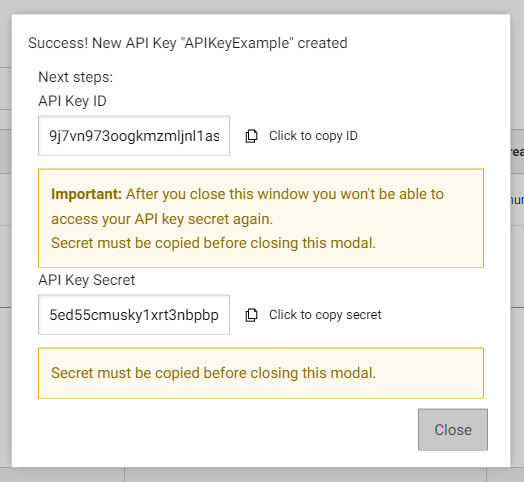 Success! New API Key "APIKeyExample" created
Next steps:
API Key ID
9j7vn973oogkmzmljnl1as
Click to copy ID
Important: After you close this window you won't be able to
access your API key secret again.
Secret must be copied before closing this modal.
API Key Secret
5ed55cmusky1xrt3nbpbp
Click to copy secret
Secret must be copied before closing this modal.
Close